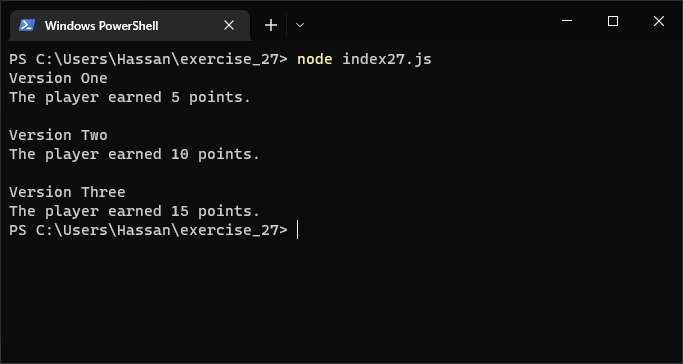 Windows PowerShell
PS C:\Users\Hassan\exercise_27> node index27.js
Version One
The player earned 5 points.
Version Two
The player earned 10 points.
Version Three
The player earned 15 points.
PS C:\Users\Hassan\exercise_27>